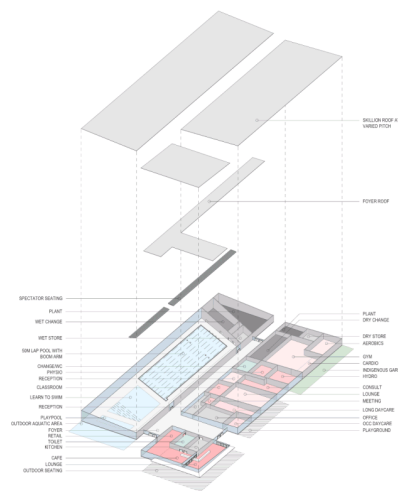 SKILLION ROOF A
VARIED PITCH
FOYER ROOF
SPECTATOR SEATING
PLANT
WET CHANGE
WET STORE
50M LAP POOL WITH
BOOM ARM
CHANGE/WC
PHYSIO
RECEPTION
CLASSROOM
LEARN TO SWIM
RECEPTION
PLAYPOOL
OUTDOOR AQUATIC AREA
FOYER
RETAIL
TOILET
KITCHEN
CAFE
LOUNGE
OUTDOOR SEATING
PLANT
DRY CHANGE
DRY STORE
AEROBICS
GYM
CARDIO
INDIGENOUS GAR
HYDRO
CONSULT
LOUNGE
MEETING
LONG DAYCARE
OFFICE
OCC DAYCARE
PLAYGROUND